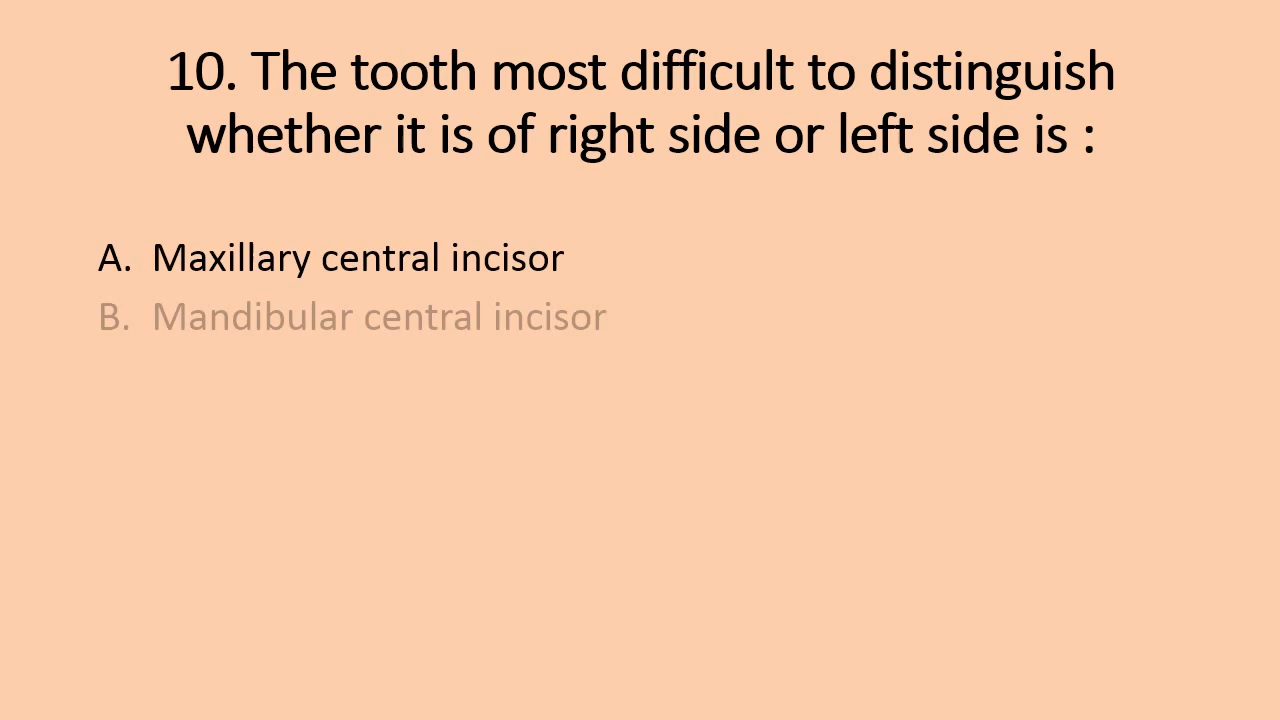 10. The tooth most difficult to distinguish
whether it is of right side or left side is :
A. Maxillary central incisor
B. Mandibular central incisor